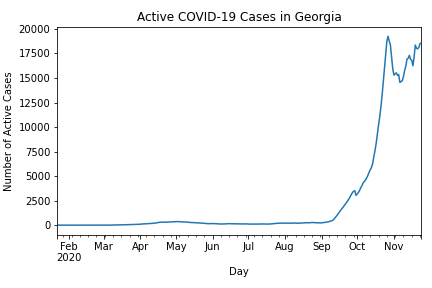 Active COVID-19 Cases in Georgia
Number of Active Cases
20000
17500
15000
12500
10000
7500
5000
2500
0
Feb Mar Apr May Jun Jul Aug Sep Oct Nov
2020
Day